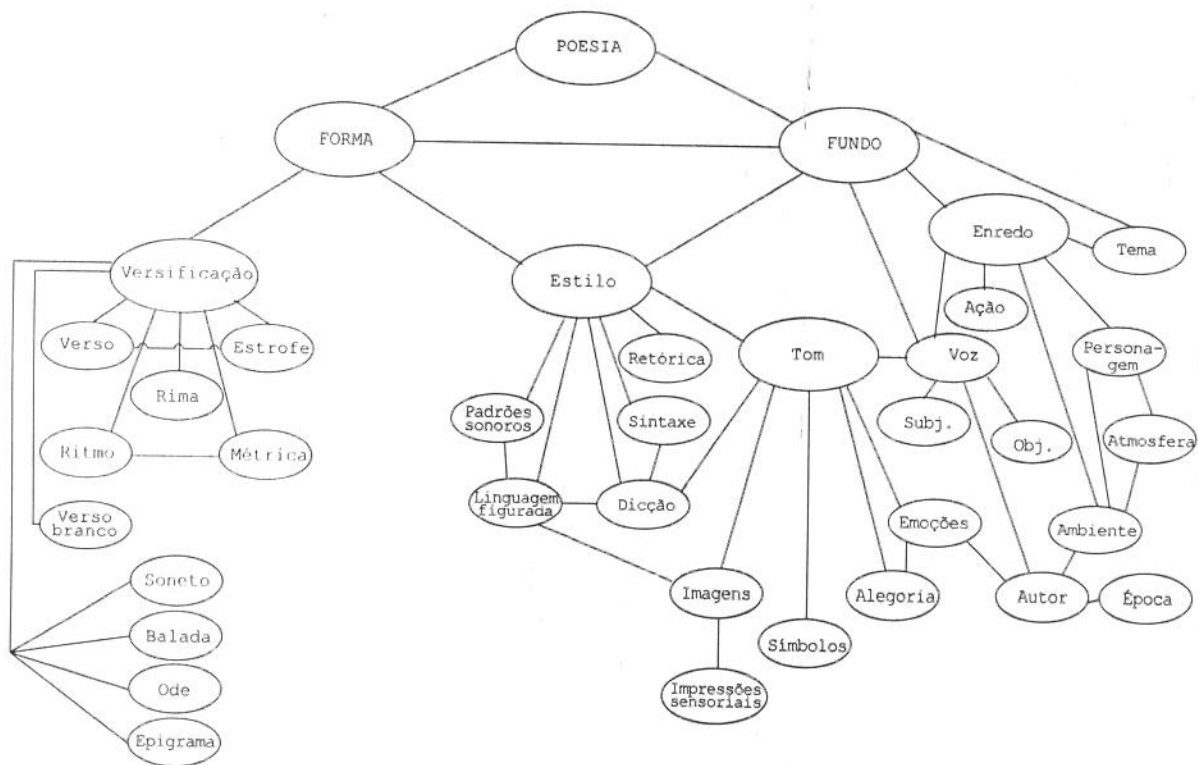 POESIA
FORMA
FUNDO
Enredo
Tema
Versificação
Estilo
Ação
Verso
Estrofe
Retórica
Tom
Voz
Persona-
gem
Rima
Padrões
sonoros
Sintaxe
Subj.
Obj.
Atmosfera
Ritmo
Métrica
Linguagem
figurada
Dicção
Verso
branco
Emoções
Ambiente
Soneto
Imagens
Alegoria
Autor
Época
Balada
Símbolos
Ode
Impressões
sensoriais
Epigrama